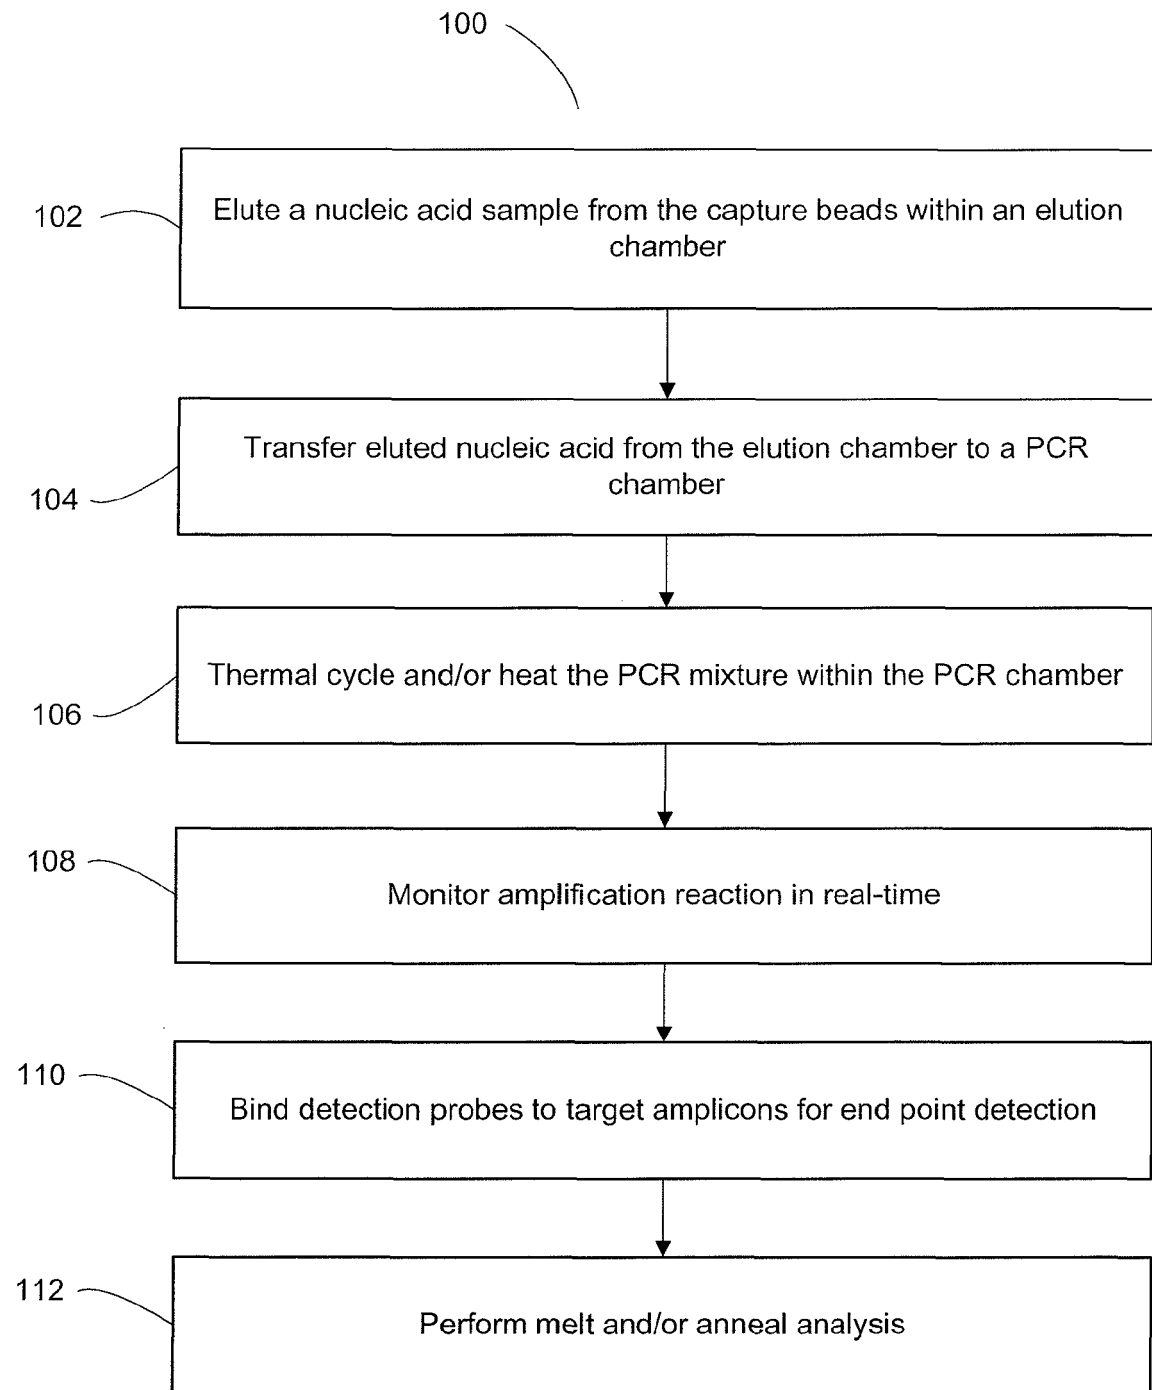 100
102
Elute a nucleic acid sample from the capture beads within an elution
chamber
Transfer eluted nucleic acid from the elution chamber to a PCR
chamber
104
Thermal cycle and/or heat the PCR mixture within the PCR chamber
106
108
Monitor amplification reaction in real-time
110
Bind detection probes to target amplicons for end point detection
112
Perform melt and/or anneal analysis